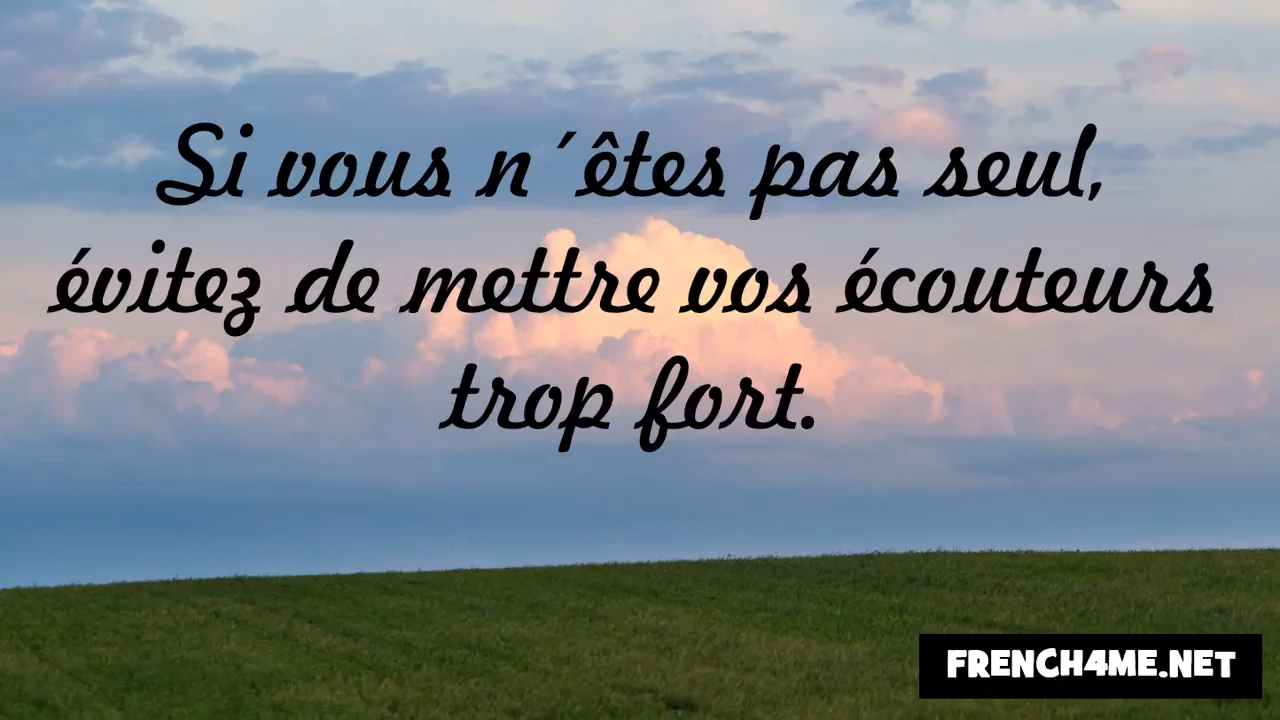 Si vous n´êtes pas seul,
évitez de mettre vos écouteurs
trop fort.
FRENCH4ME.NET